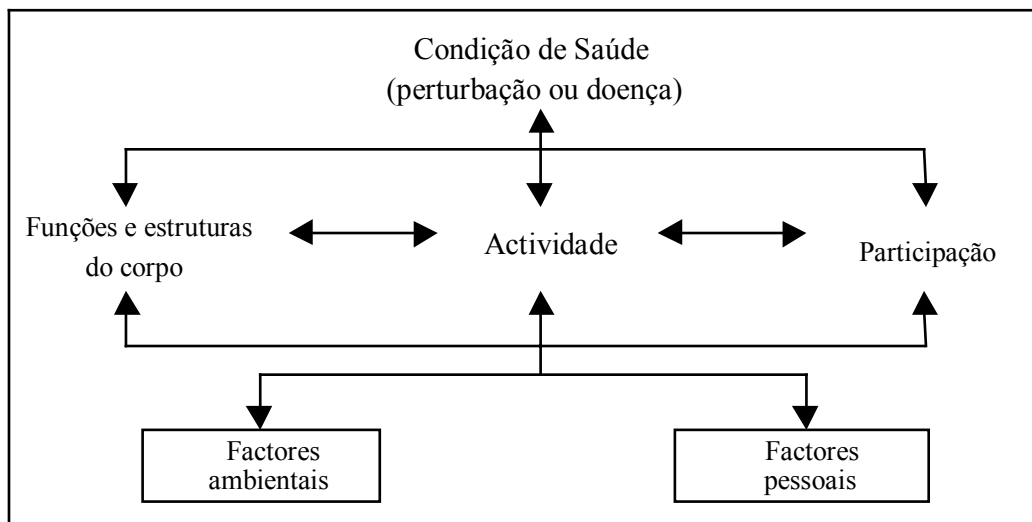 Condição de Saúde
(perturbação ou doença)
Funções e estruturas
do corpo
Actividade
Participação
Factores
ambientais
Factores
pessoais